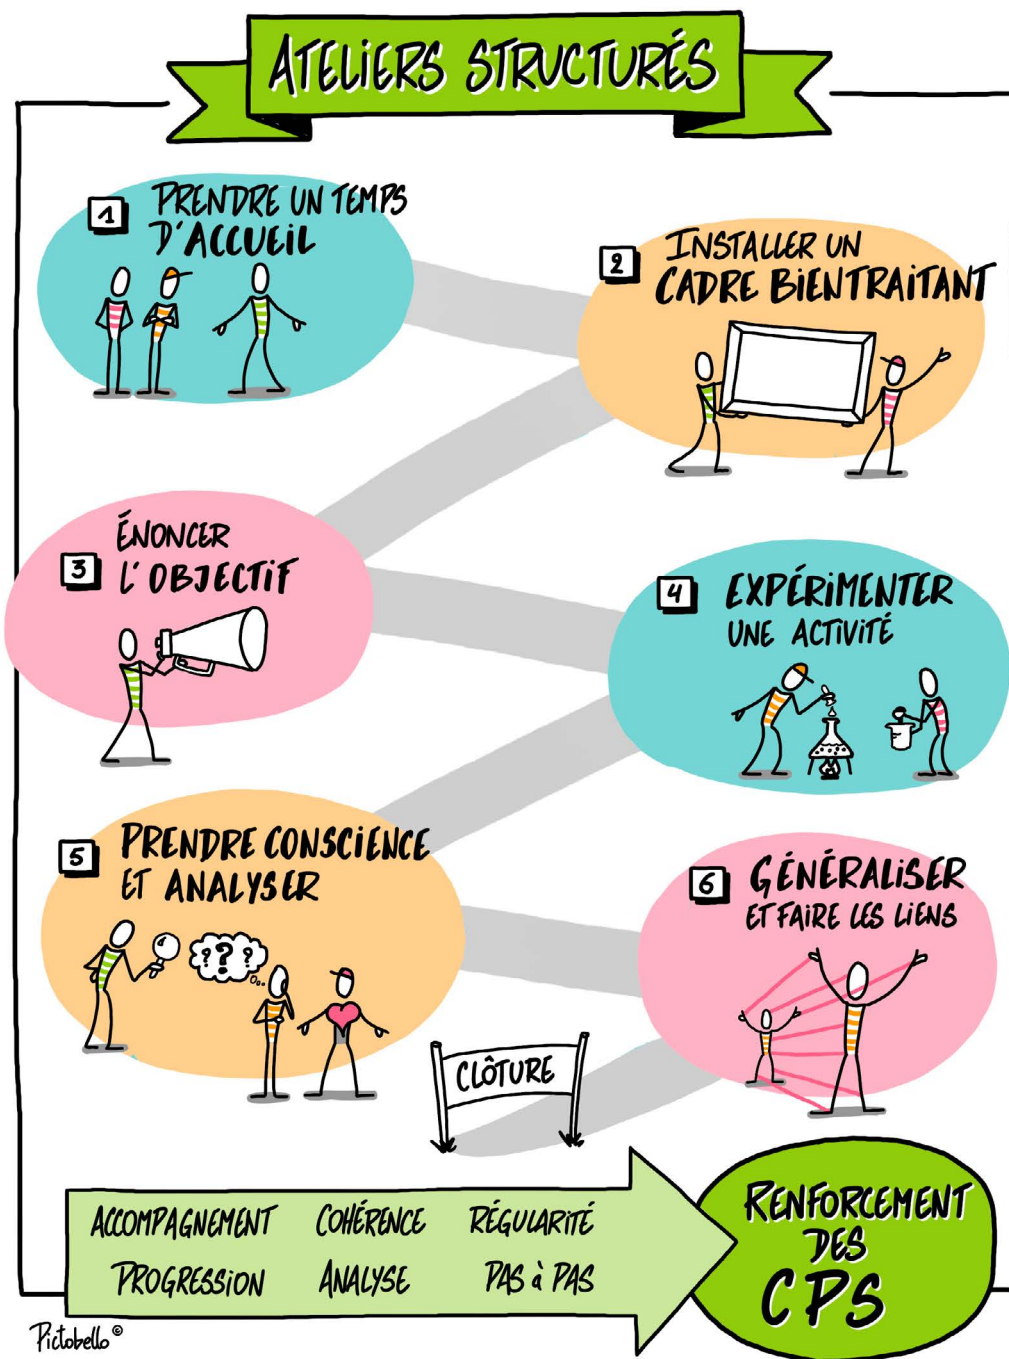 ATELIERS STRUCTURÉS
1 PRENDRE UN TEMPS
D'ACCUEIL
2 INSTALLER UN
CADRE BIENTRAITANT
3 ÉNONCER
L'OBJECTIF
4 EXPÉRIMENTER
UNE ACTIVITÉ
5 PRENDRE CONSCIENCE
ET ANALYSER
? ? ?
6 GÉNÉRALISER
ET FAIRE LES LIENS
CLÔTURE
ACCOMPAGNEMENT COHÉRENCE RÉGULARITÉ
PROGRESSION ANALYSE PAS à PAS
RENFORCEMENT
DES
CPS
Pictobello©